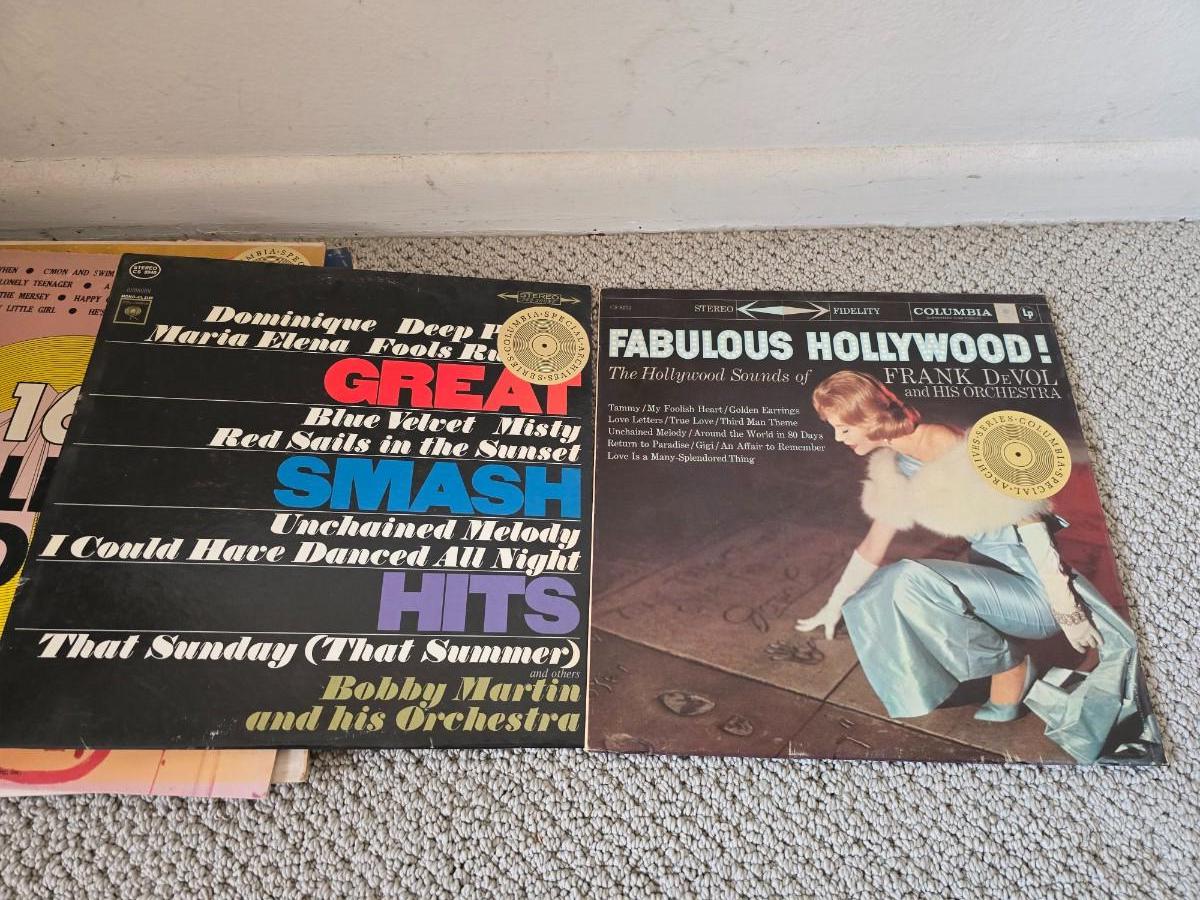 WHEN ● C'MON AND SWIM
LONELY TEENAGER ● A
THE MERSEY ● HAPPY
LITTLE GIRL ● HE'S
16
STEREO
STEREO
Dominique Deep
Maria Elena Fools
GREAT
Blue Velvet Misty
Red Sails in the Sunset
SMASH
Unchained Melody
I Could Have Danced All Night
HITS
That Sunday (That Summer)
and others
Bobby Martin
and his Orchestra
COLUMBIA·SPECIAL·ARCHIVES·SERIES·
STEREO FIDELITY COLUMBIA Lp
FABULOUS HOLLYWOOD!
The Hollywood Sounds of FRANK DEVOL
and HIS ORCHESTRA
Tammy/My Foolish Heart/Golden Earrings
Love Letters/True Love/Third Man Theme
Unchained Melody/Around the World in 80 Days
Return to Paradise/Gigi/An Affair to Remember
Love Is a Many-Splendored Thing
COLUMBIA·SPECIAL·ARCHIVES·SERIES·